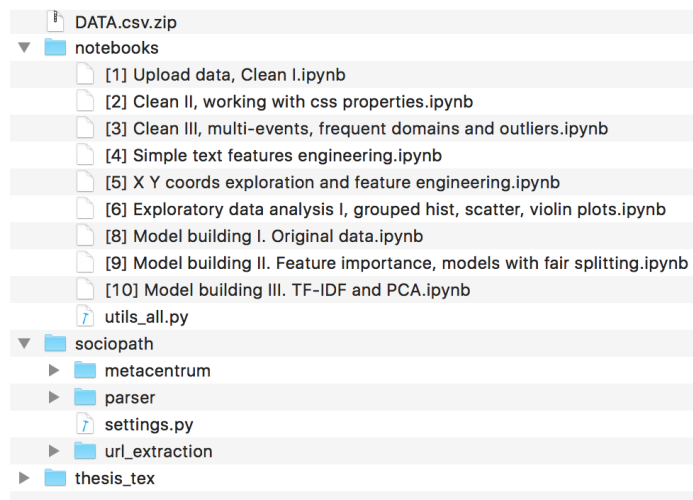 DATA.csv.zip
notebooks
[1] Upload data, Clean I.ipynb
[2] Clean II, working with css properties.ipynb
[3] Clean III, multi-events, frequent domains and outliers.ipynb
[4] Simple text features engineering.ipynb
[5] X Y coords exploration and feature engineering.ipynb
[6] Exploratory data analysis I, grouped hist, scatter, violin plots.ipynb
[8] Model building I. Original data.ipynb
[9] Model building II. Feature importance, models with fair splitting.ipynb
[10] Model building III. TF-IDF and PCA.ipynb
utils_all.py
sociopath
metacentrum
parser
settings.py
url_extraction
thesis_tex